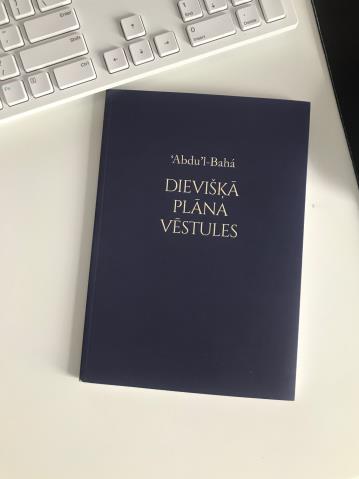 'Abdu'l-Bahá
DIEVIŠĶĀ
PLĀNA
VĒSTULES